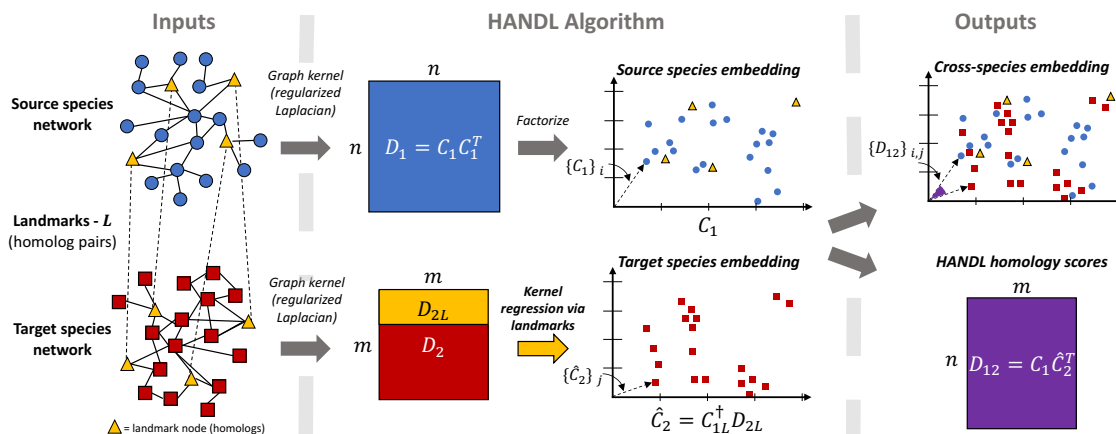 Inputs
HANDL Algorithm
Outputs
Source species
network
Landmarks - L
(homolog pairs)
Target species
network
= landmark node (homologs)
Graph kernel
(regularized
Laplacian)
n
n
D₁ = C₁C₁ᵀ
Factorize
Source species embedding
{C₁}ᵢ
C₁
Graph kernel
(regularized
Laplacian)
m
m
D₂L
D₂
Kernel
regression via
landmarks
Target species embedding
{Ĉ₂}ⱼ
Ĉ₂ = C₁L† D₂L
Cross-species embedding
{D₁₂}ᵢ,ⱼ
HANDL homology scores
m
n
D₁₂ = C₁Ĉ₂ᵀ